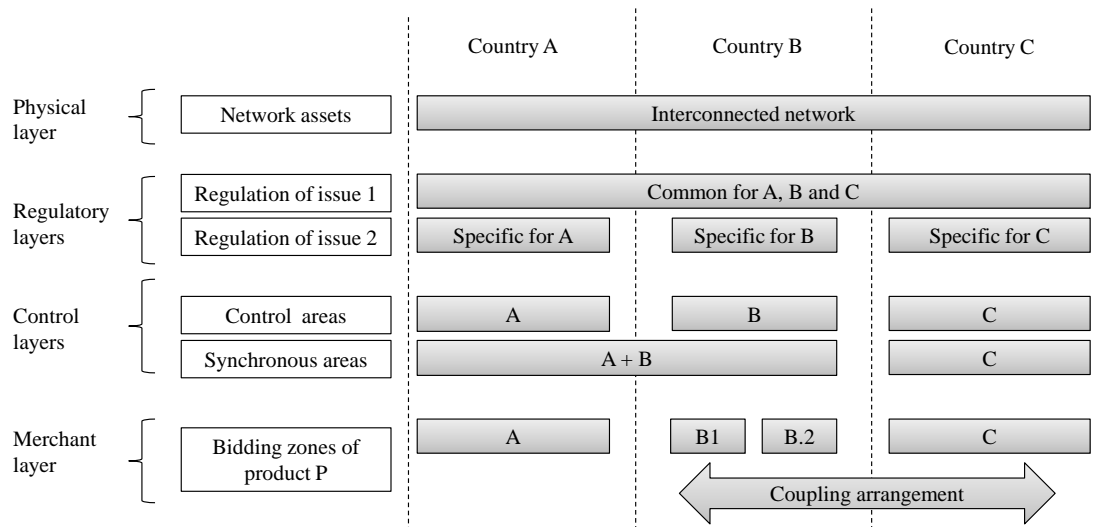 Country A
Country B
Country C
Physical
layer
Network assets
Interconnected network
Regulatory
layers
Regulation of issue 1
Common for A, B and C
Regulation of issue 2
Specific for A
Specific for B
Specific for C
Control
layers
Control areas
A
B
C
Synchronous areas
A + B
C
Merchant
layer
Bidding zones of
product P
A
B1
B.2
C
Coupling arrangement